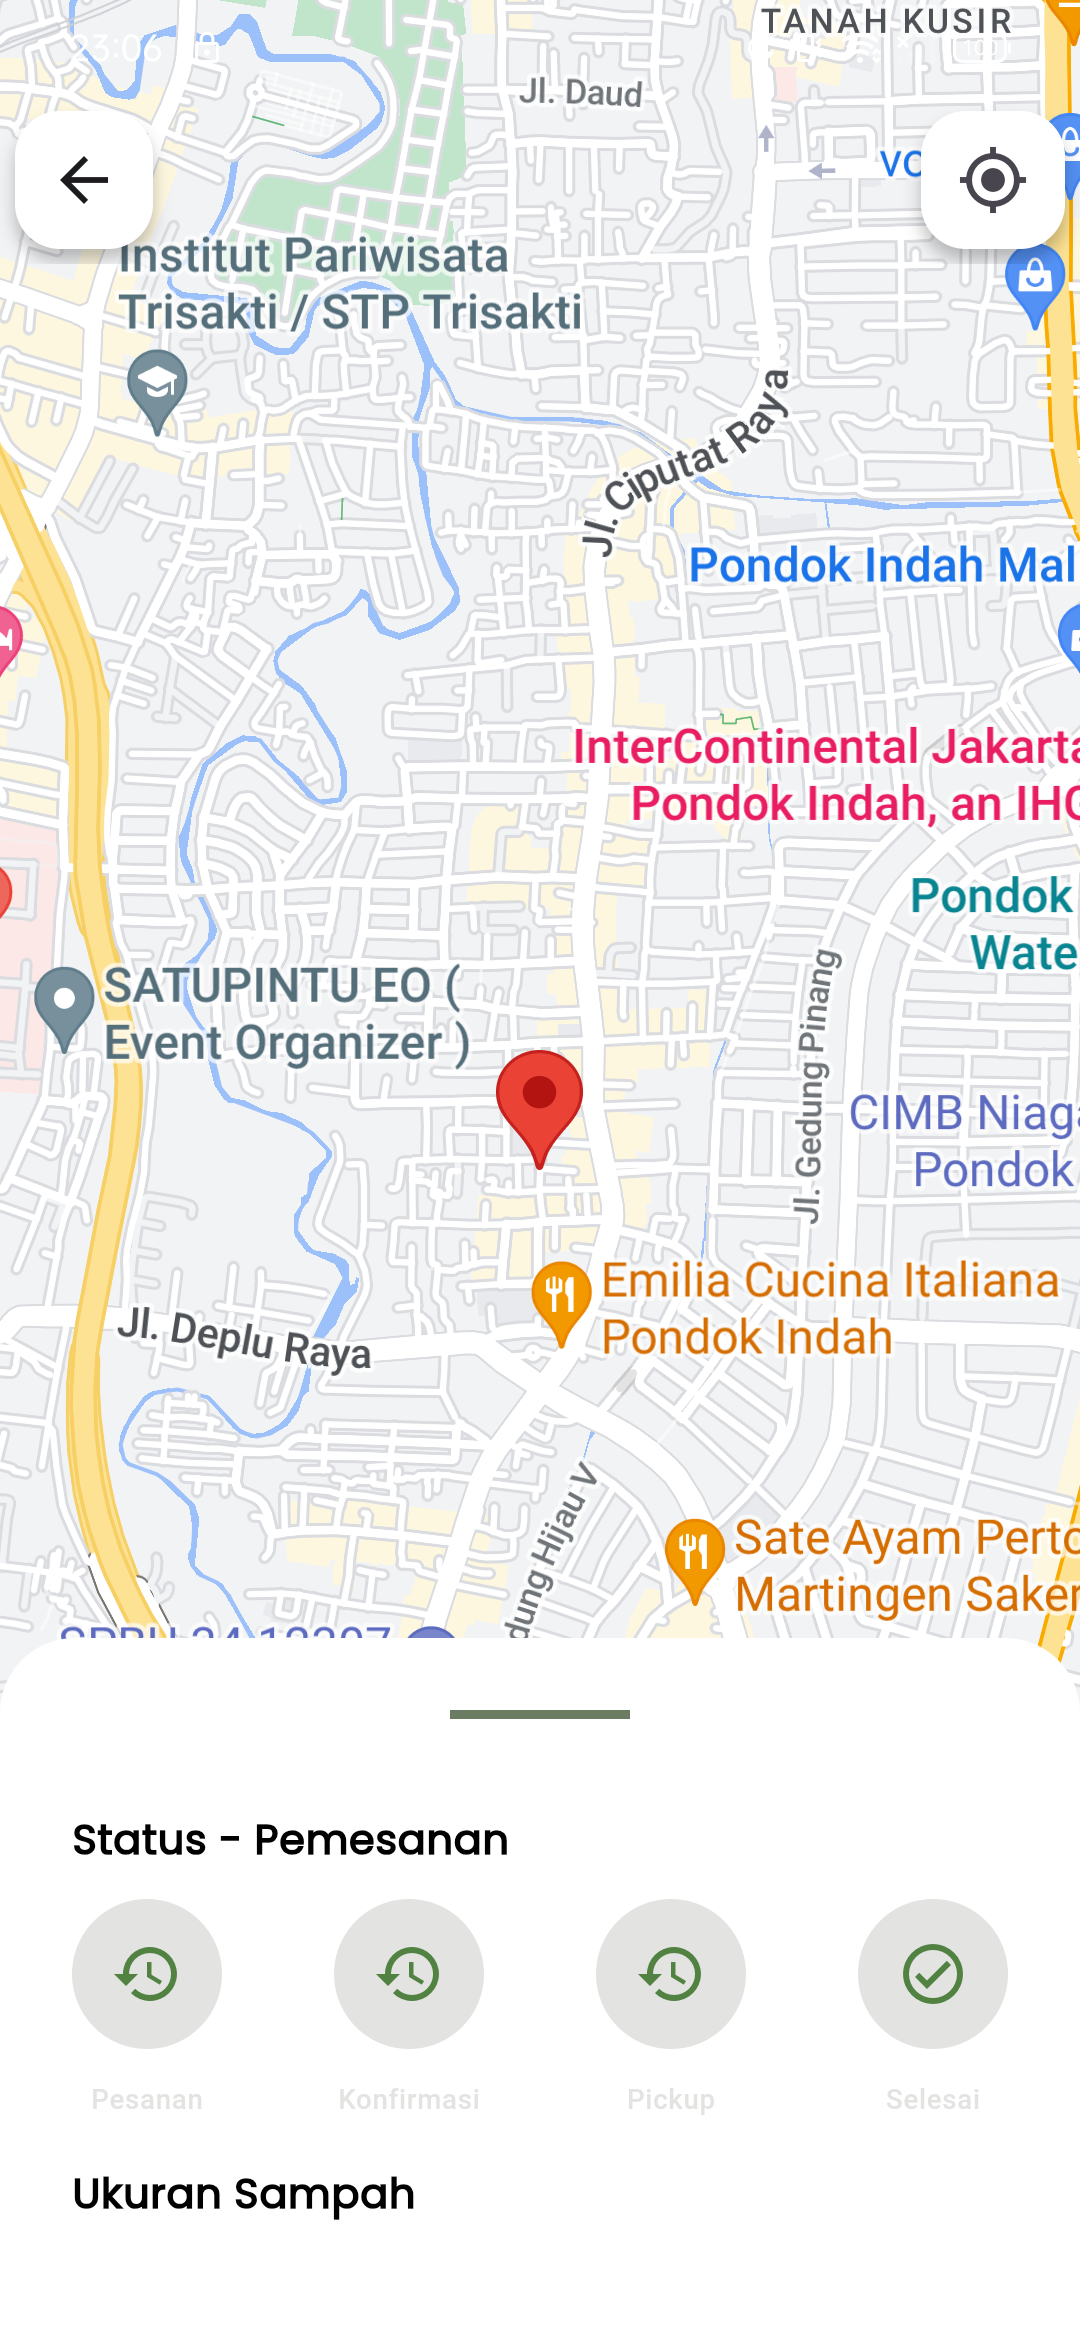 TANAH KUSIR
23:06
100
Jl. Daud
Institut Pariwisata
Trisakti / STP Trisakti
Jl. Ciputat Raya
Pondok Indah Mal
InterContinental Jakarta
Pondok Indah, an IHG
Pondok
Wate
SATUPINTU EO (
Event Organizer )
Jl. Gedung Pinang
CIMB Niaga
Pondok
Emilia Cucina Italiana
Pondok Indah
Jl. Deplu Raya
dung Hijau V
Sate Ayam Perto
Martingen Saker
Status - Pemesanan
Pesanan
Konfirmasi
Pickup
Selesai
Ukuran Sampah